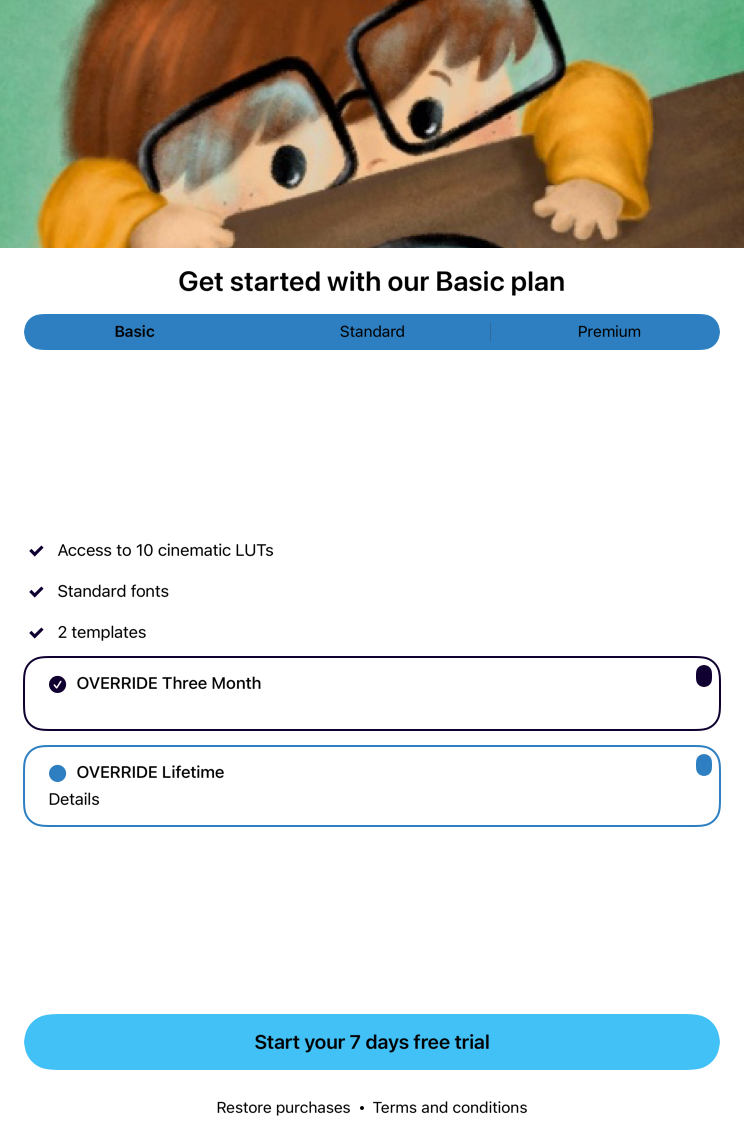 Get started with our Basic plan
Basic Standard Premium
Access to 10 cinematic LUTs
Standard fonts
2 templates
OVERRIDE Three Month
OVERRIDE Lifetime
Details
Start your 7 days free trial
Restore purchases • Terms and conditions